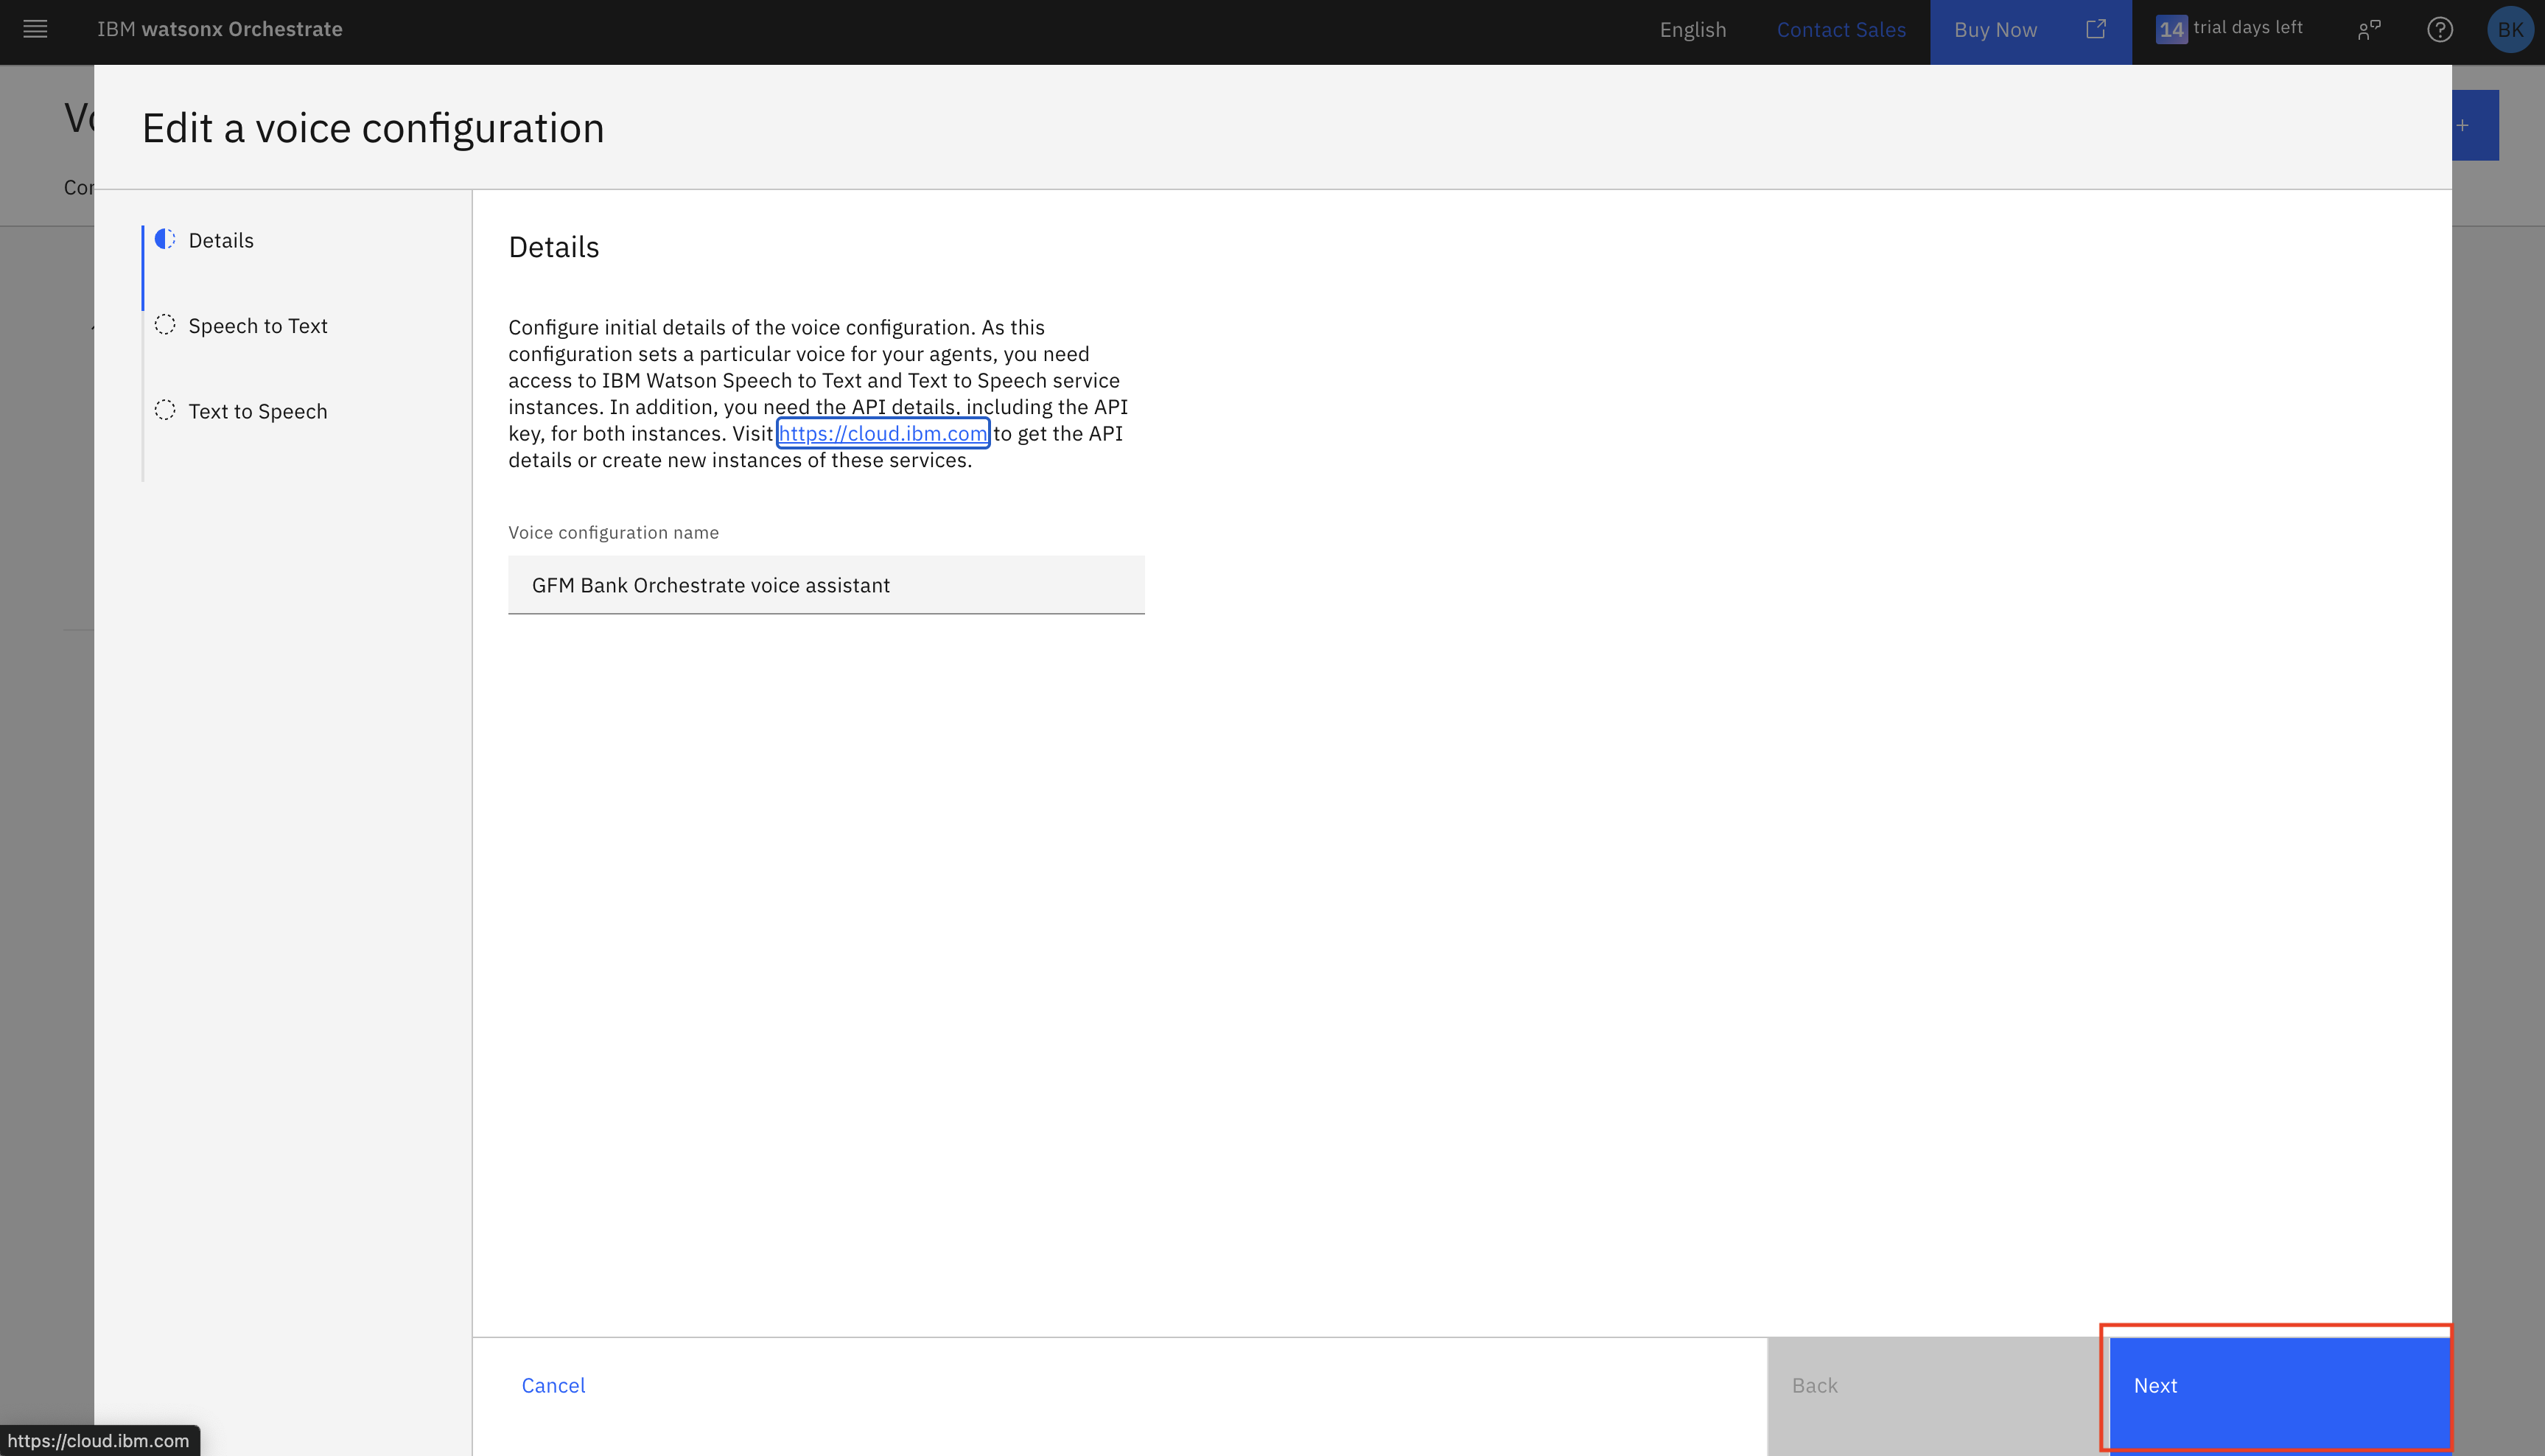 IBM watsonx Orchestrate
English
Contact Sales
Buy Now
14 trial days left
BK
Edit a voice configuration
Details
Speech to Text
Text to Speech
Details
Configure initial details of the voice configuration. As this
configuration sets a particular voice for your agents, you need
access to IBM Watson Speech to Text and Text to Speech service
instances. In addition, you need the API details, including the API
key, for both instances. Visit https://cloud.ibm.com to get the API
details or create new instances of these services.
Voice configuration name
GFM Bank Orchestrate voice assistant
Cancel
Back
Next
https://cloud.ibm.com